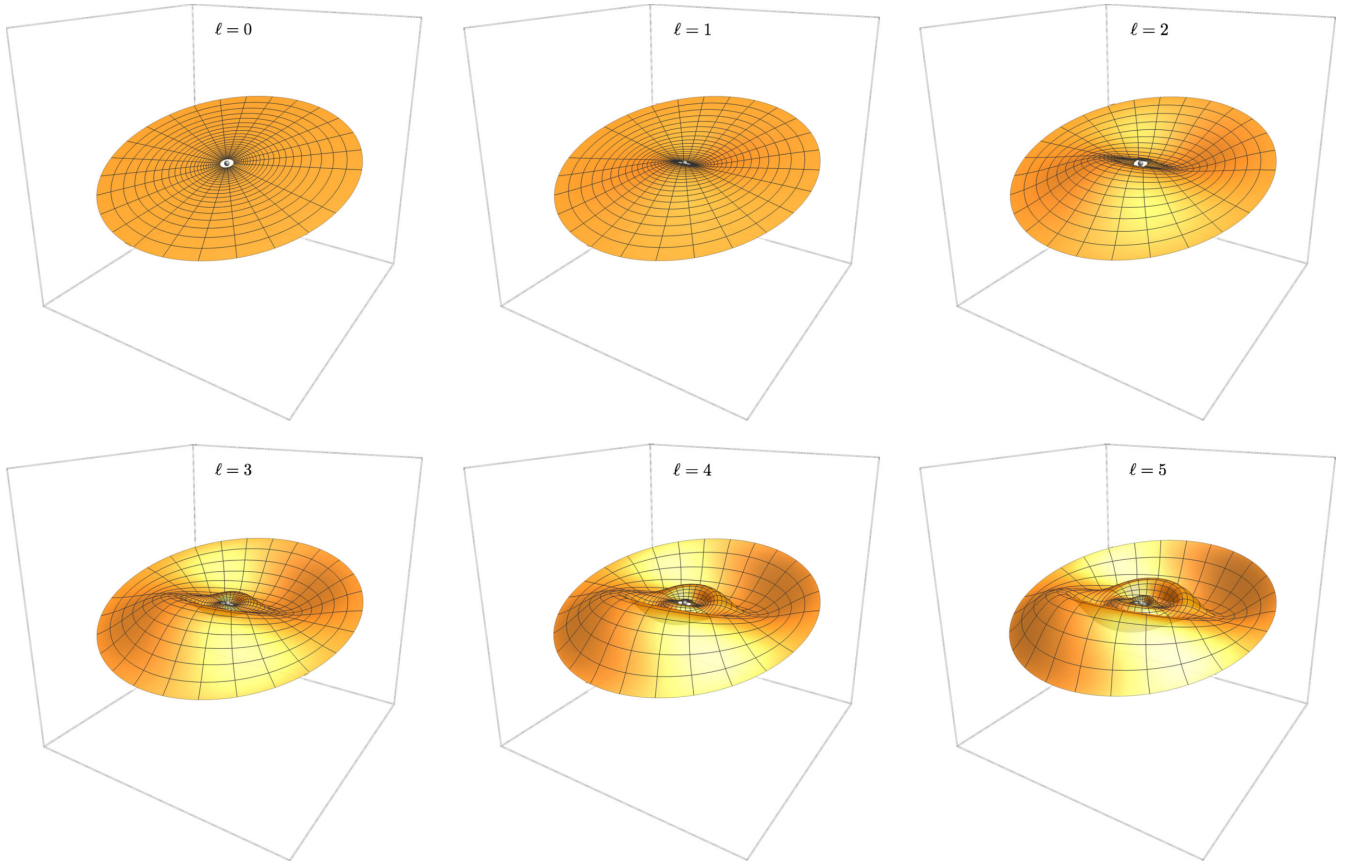 ℓ = 0
ℓ = 1
ℓ = 2
ℓ = 3
ℓ = 4
ℓ = 5